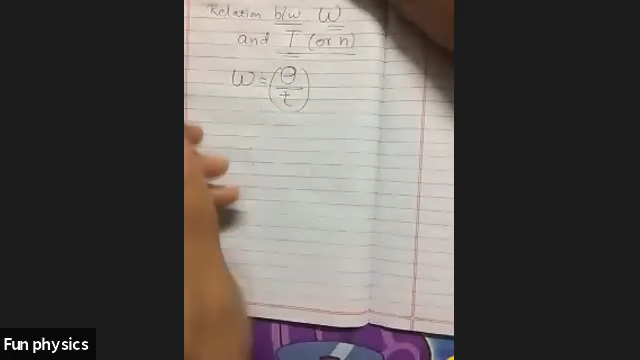 Relation b/w W
and T (or n)
W = (θ/t)
Fun physics